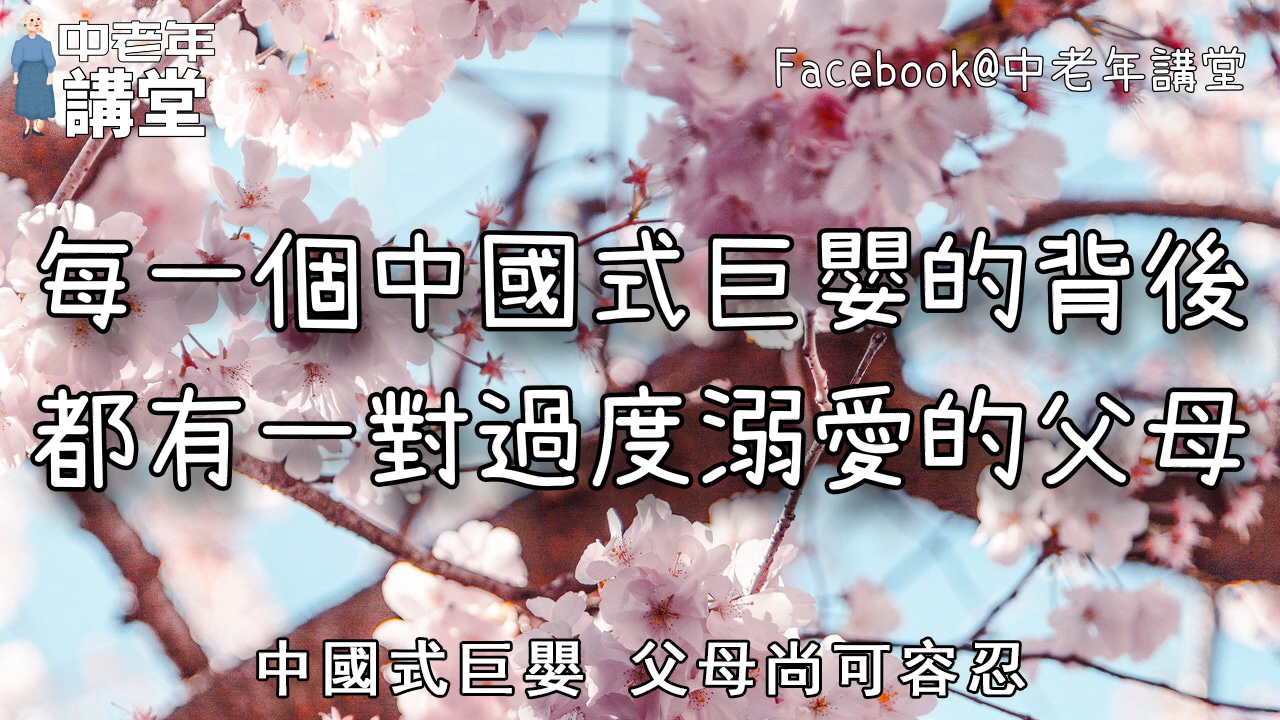 中老年
講堂
Facebook@中老年講堂
每一個中國式巨嬰的背後
都有一對過度溺愛的父母
中國式巨嬰 父母尚可容忍